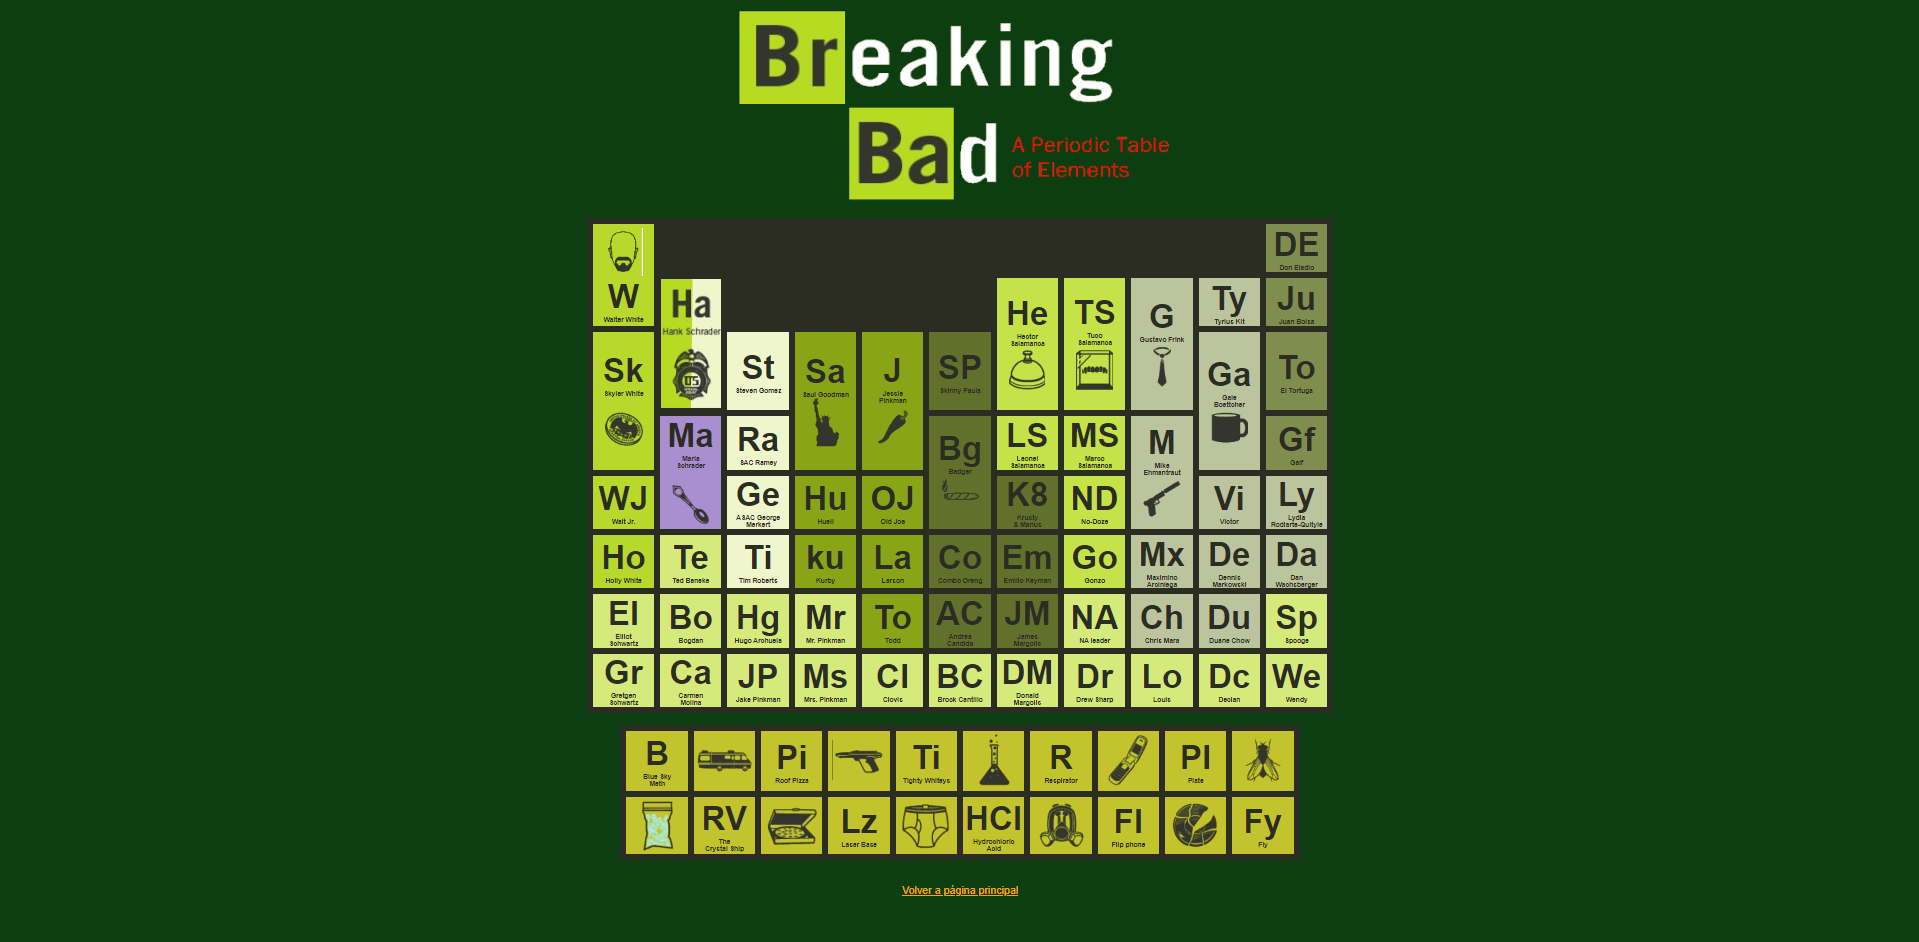 Breaking
Bad
A Periodic Table
of Elements
W
Walter White
DE
Don Eladio
Ha
Hank Schrader
He
Hector
Salamanca
TS
Tuco
Salamanca
G
Gustavo Frink
Ty
Tyrius Kit
Ju
Juan Bolsa
Sk
Skyler White
St
Steven Gomez
Sa
Saul Goodman
J
Jessie
Pinkman
SP
Skinny Paula
Ga
Gale
Boetticher
To
El Tortuga
Ma
Maria
Schrader
Ra
SAC Ramey
Bg
Badger
LS
Leonel
Salamanca
MS
Marco
Salamanca
M
Mike
Ehmantraut
Gf
Gaff
WJ
Walt Jr.
Ge
ASAC George
Merkert
Hu
Huell
OJ
Old Joe
K8
Krusty
& Marius
ND
No-Doze
Vi
Victor
Ly
Lydia
Rodiarte-Quityle
Ho
Holly White
Te
Ted Beneke
Ti
Tim Roberts
ku
Kurby
La
Larson
Co
Combo Oreng
Em
Emilio Keyman
Go
Gonzo
Mx
Maximino
Arciniega
De
Dennis
Markowski
Da
Dan
Wachsberger
El
Elliot
Schwartz
Bo
Bogdan
Hg
Hugo Archuela
Mr
Mr. Pinkman
To
Todd
AC
Andrea
Candida
JM
James
Margolis
NA
NA leader
Ch
Chris Mara
Du
Duane Chow
Sp
Spooge
Gr
Gretgen
Schwartz
Ca
Carmen
Molina
JP
Jake Pinkman
Ms
Mrs. Pinkman
Cl
Clovis
BC
Brock Cantillo
DM
Donald
Margolis
Dr
Drew Sharp
Lo
Louis
Dc
Declan
We
Wendy
B
Blue Sky
Meth
Pi
Roof Pizza
Ti
Tighty Whiteys
R
Respirator
Pl
Plate
RV
The
Crystal Ship
Lz
Laser Base
HCl
Hydrochloric
Acid
Fl
Flip phone
Fy
Fly
Volver a página principal